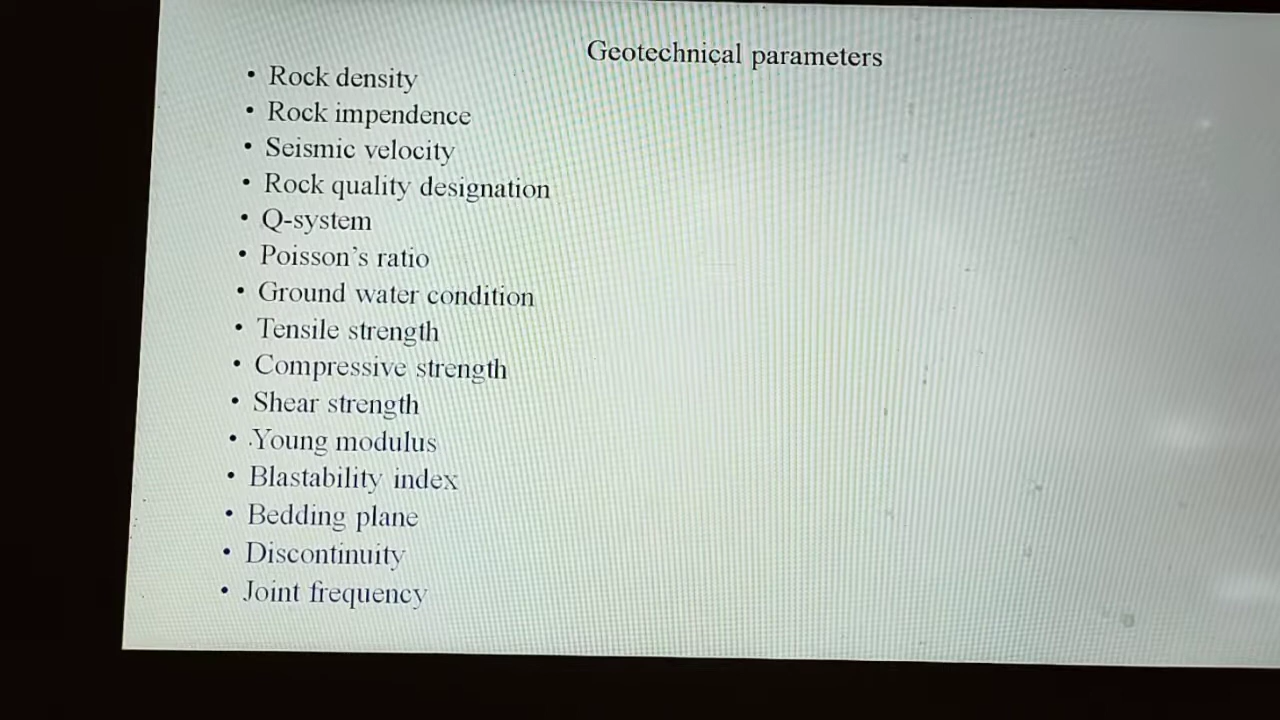 Geotechnical parameters
• Rock density
• Rock impendence
• Seismic velocity
• Rock quality designation
• Q-system
• Poisson's ratio
• Ground water condition
• Tensile strength
• Compressive strength
• Shear strength
• .Young modulus
• Blastability index
• Bedding plane
• Discontinuity
• Joint frequency